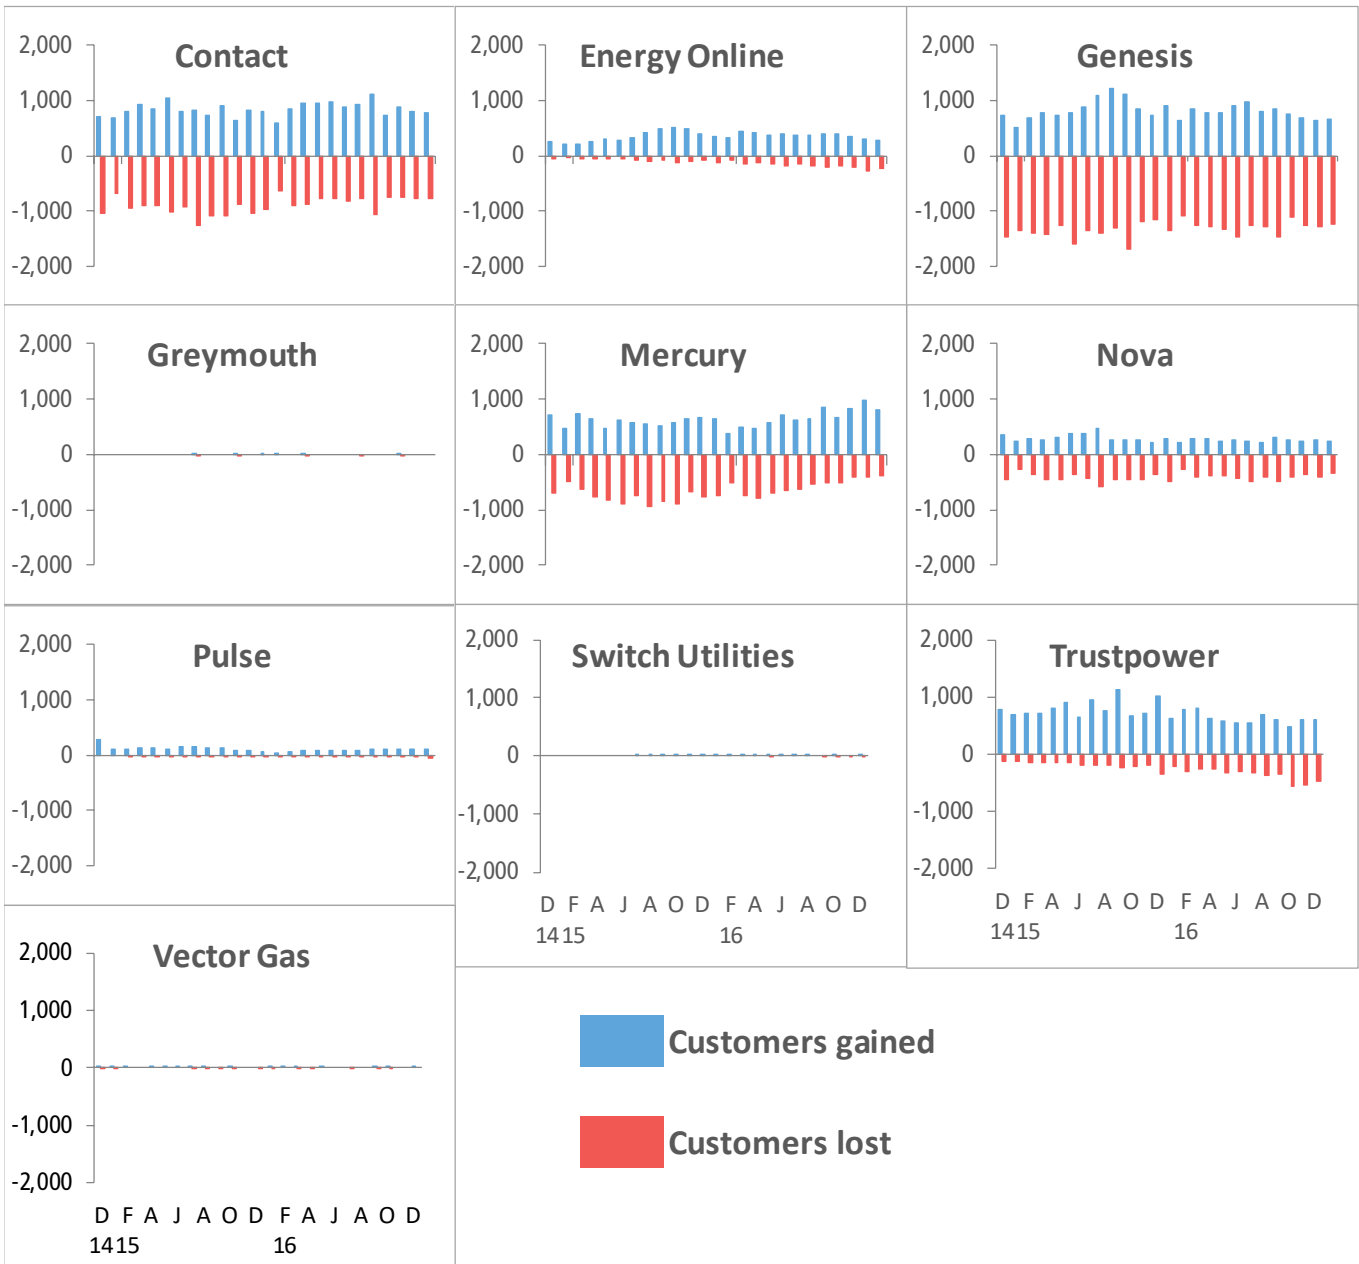 Contact
2,000
1,000
0
-1,000
-2,000
Energy Online
2,000
1,000
0
-1,000
-2,000
Genesis
2,000
1,000
0
-1,000
-2,000
Greymouth
2,000
1,000
0
-1,000
-2,000
Mercury
2,000
1,000
0
-1,000
-2,000
Nova
2,000
1,000
0
-1,000
-2,000
Pulse
2,000
1,000
0
-1,000
-2,000
Switch Utilities
2,000
1,000
0
-1,000
-2,000
D F A J A O D F A J A O D
14 15 16
Trustpower
2,000
1,000
0
-1,000
-2,000
D F A J A O D F A J A O D
14 15 16
Vector Gas
2,000
1,000
0
-1,000
-2,000
D F A J A O D F A J A O D
14 15 16
Customers gained
Customers lost